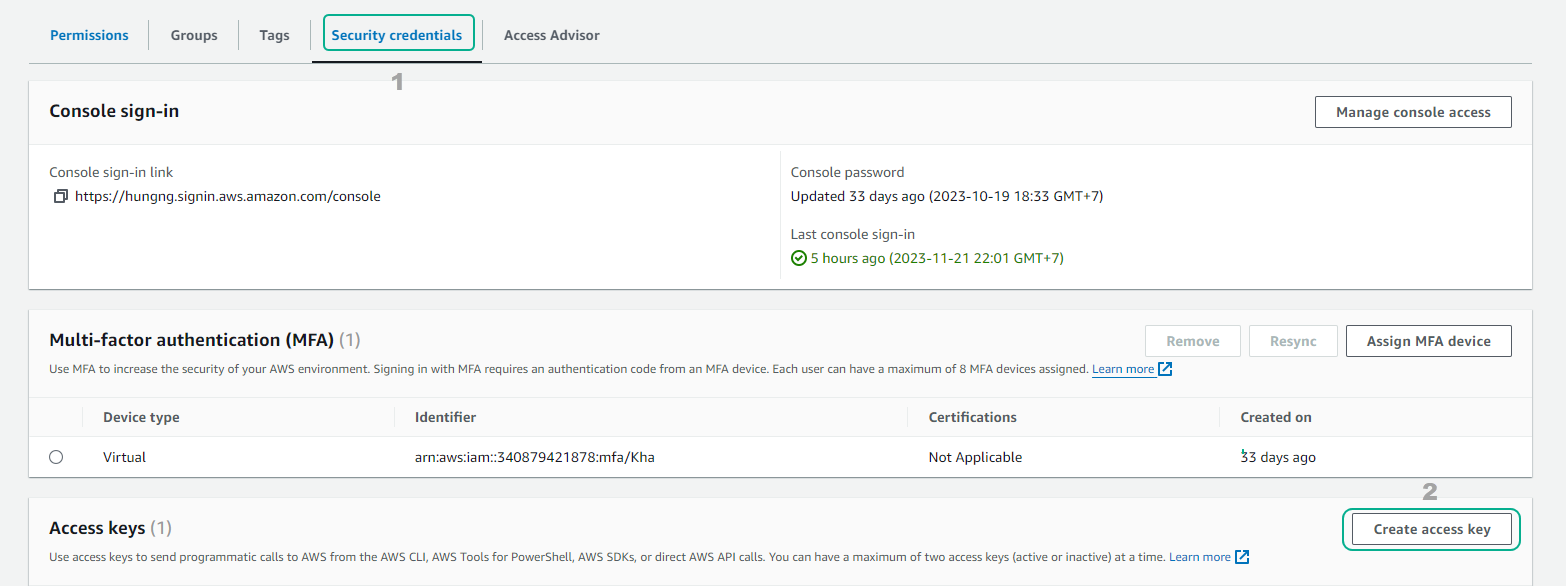 Permissions Groups Tags Security credentials Access Advisor
1
Console sign-in Manage console access
Console sign-in link Console password
https://hungng.signin.aws.amazon.com/console Updated 33 days ago (2023-10-19 18:33 GMT+7)
Last console sign-in
5 hours ago (2023-11-21 22:01 GMT+7)
Multi-factor authentication (MFA) (1) Remove Resync Assign MFA device
Use MFA to increase the security of your AWS environment. Signing in with MFA requires an authentication code from an MFA device. Each user can have a maximum of 8 MFA devices assigned. Learn more
Device type Identifier Certifications Created on
Virtual arn:aws:iam::340879421878:mfa/Kha Not Applicable 33 days ago
2
Access keys (1) Create access key
Use access keys to send programmatic calls to AWS from the AWS CLI, AWS Tools for PowerShell, AWS SDKs, or direct AWS API calls. You can have a maximum of two access keys (active or inactive) at a time. Learn more